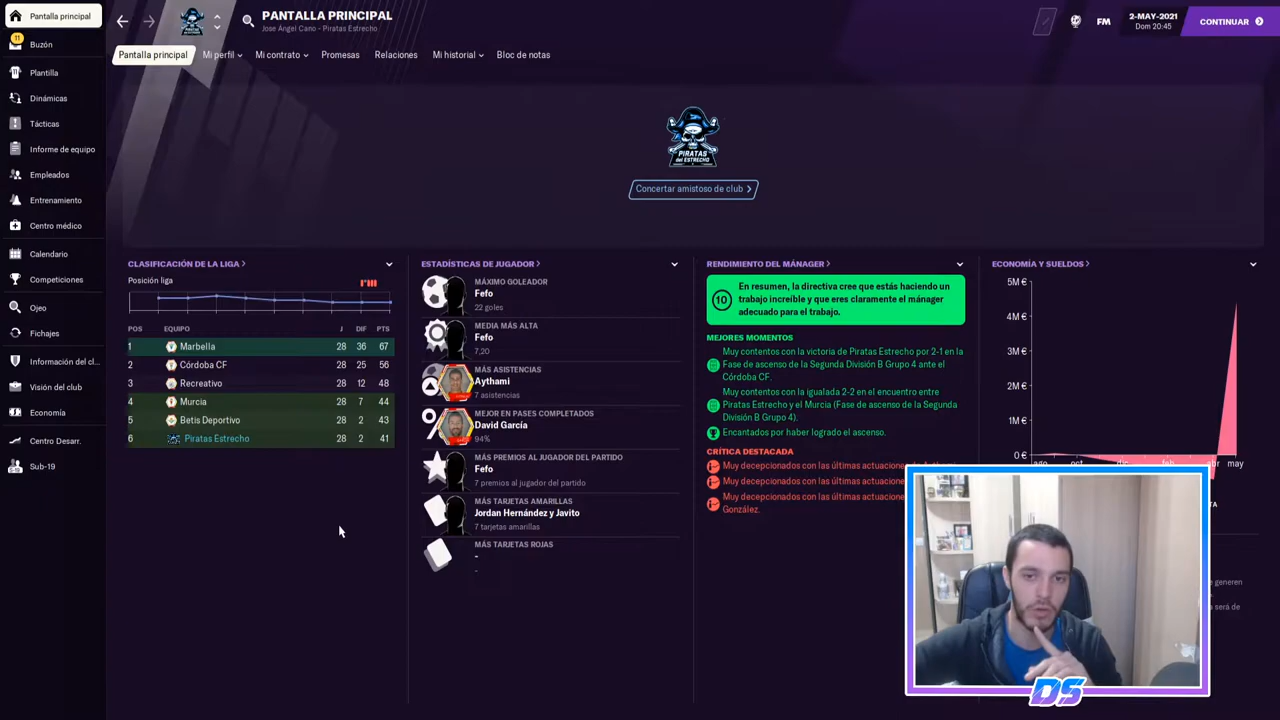 Pantalla principal
11
Buzón
Plantilla
Dinámicas
Tácticas
Informe de equipo
Empleados
Entrenamiento
Centro médico
Calendario
Competiciones
Ojeo
Fichajes
Información del cl...
Visión del club
Economía
Centro Desarr.
Sub-19
PANTALLA PRINCIPAL
Jose Angel Cano - Piratas Estrecho
FM
2-MAY-2021
Dom 20:45
CONTINUAR
Pantalla principal
Mi perfil
Mi contrato
Promesas
Relaciones
Mi historial
Bloc de notas
PIRATAS
del ESTRECHO
Concertar amistoso de club
CLASIFICACIÓN DE LA LIGA
Posición liga
POS EQUIPO J DIF PTS
1 Marbella 28 36 67
2 Córdoba CF 28 25 56
3 Recreativo 28 12 48
4 Murcia 28 7 44
5 Betis Deportivo 28 2 43
6 Piratas Estrecho 28 2 41
ESTADÍSTICAS DE JUGADOR
MÁXIMO GOLEADOR
Fefo
22 goles
MEDIA MÁS ALTA
Fefo
7,20
MÁS ASISTENCIAS
Aythami
7 asistencias
MEJOR EN PASES COMPLETADOS
David García
94%
MÁS PREMIOS AL JUGADOR DEL PARTIDO
Fefo
7 premios al jugador del partido
MÁS TARJETAS AMARILLAS
Jordan Hernández y Javito
7 tarjetas amarillas
MÁS TARJETAS ROJAS
-
-
RENDIMIENTO DEL MÁNAGER
10
En resumen, la directiva cree que estás haciendo un
trabajo increíble y que eres claramente el mánager
adecuado para el trabajo.
MEJORES MOMENTOS
Muy contentos con la victoria de Piratas Estrecho por 2-1 en la
Fase de ascenso de la Segunda División B Grupo 4 ante el
Córdoba CF.
Muy contentos con la igualada 2-2 en el encuentro entre
Piratas Estrecho y el Murcia (Fase de ascenso de la Segunda
División B Grupo 4).
Encantados por haber logrado el ascenso.
CRÍTICA DESTACADA
Muy decepcionados con las últimas actuaciones de
Muy decepcionados con las últimas actuacione
Muy decepcionados con las últimas actuacione
González.
ECONOMÍA Y SUELDOS
5M €
4M €
3M €
2M €
1M €
0 €
ago oct dic feb abr may
TA
e generen
será de
DS